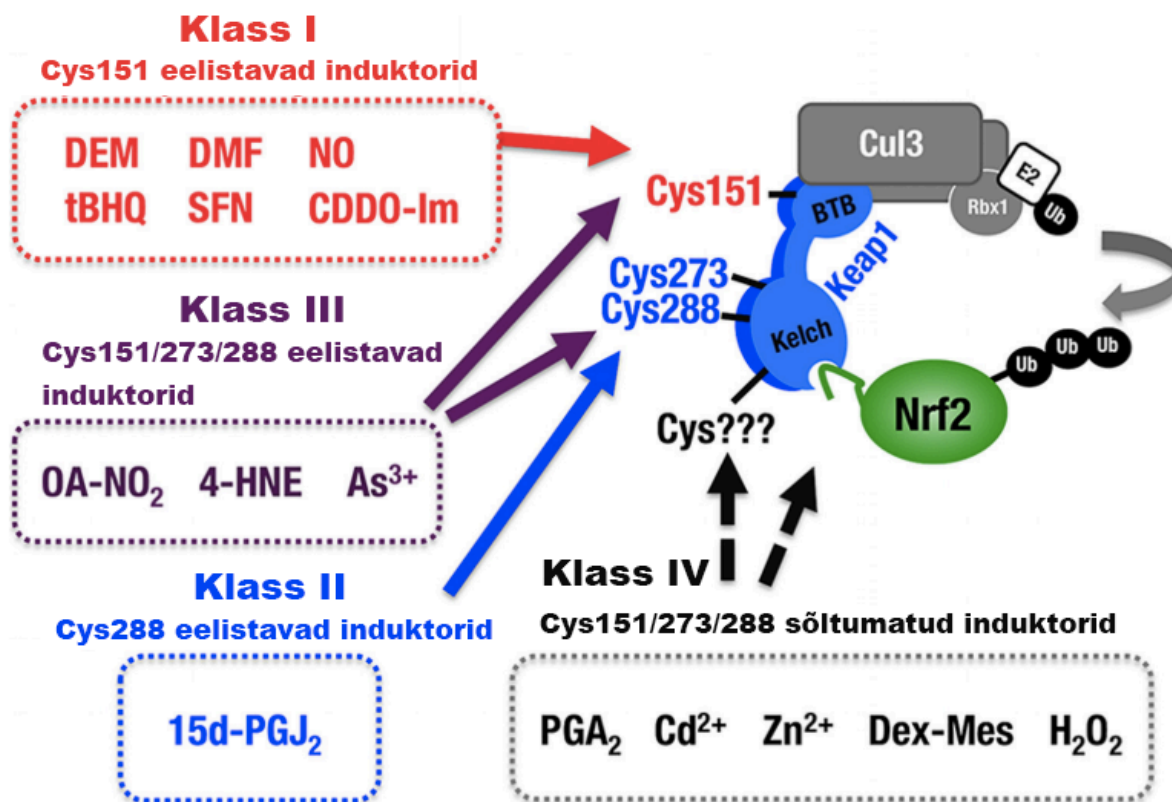 Klass I
Cys151 eelistavad induktorid
DEM DMF NO
tBHQ SFN CDDO-Im
Klass III
Cys151/273/288 eelistavad
induktorid
OA-NO₂ 4-HNE As³⁺
Klass II
Cys288 eelistavad induktorid
15d-PGJ₂
Cul3
E2
Ub
Rbx1
BTB
Cys151
Keap1
Cys273
Cys288
Kelch
Cys???
Nrf2
Ub Ub Ub
Klass IV
Cys151/273/288 sõltumatud induktorid
PGA₂ Cd²⁺ Zn²⁺ Dex-Mes H₂O₂